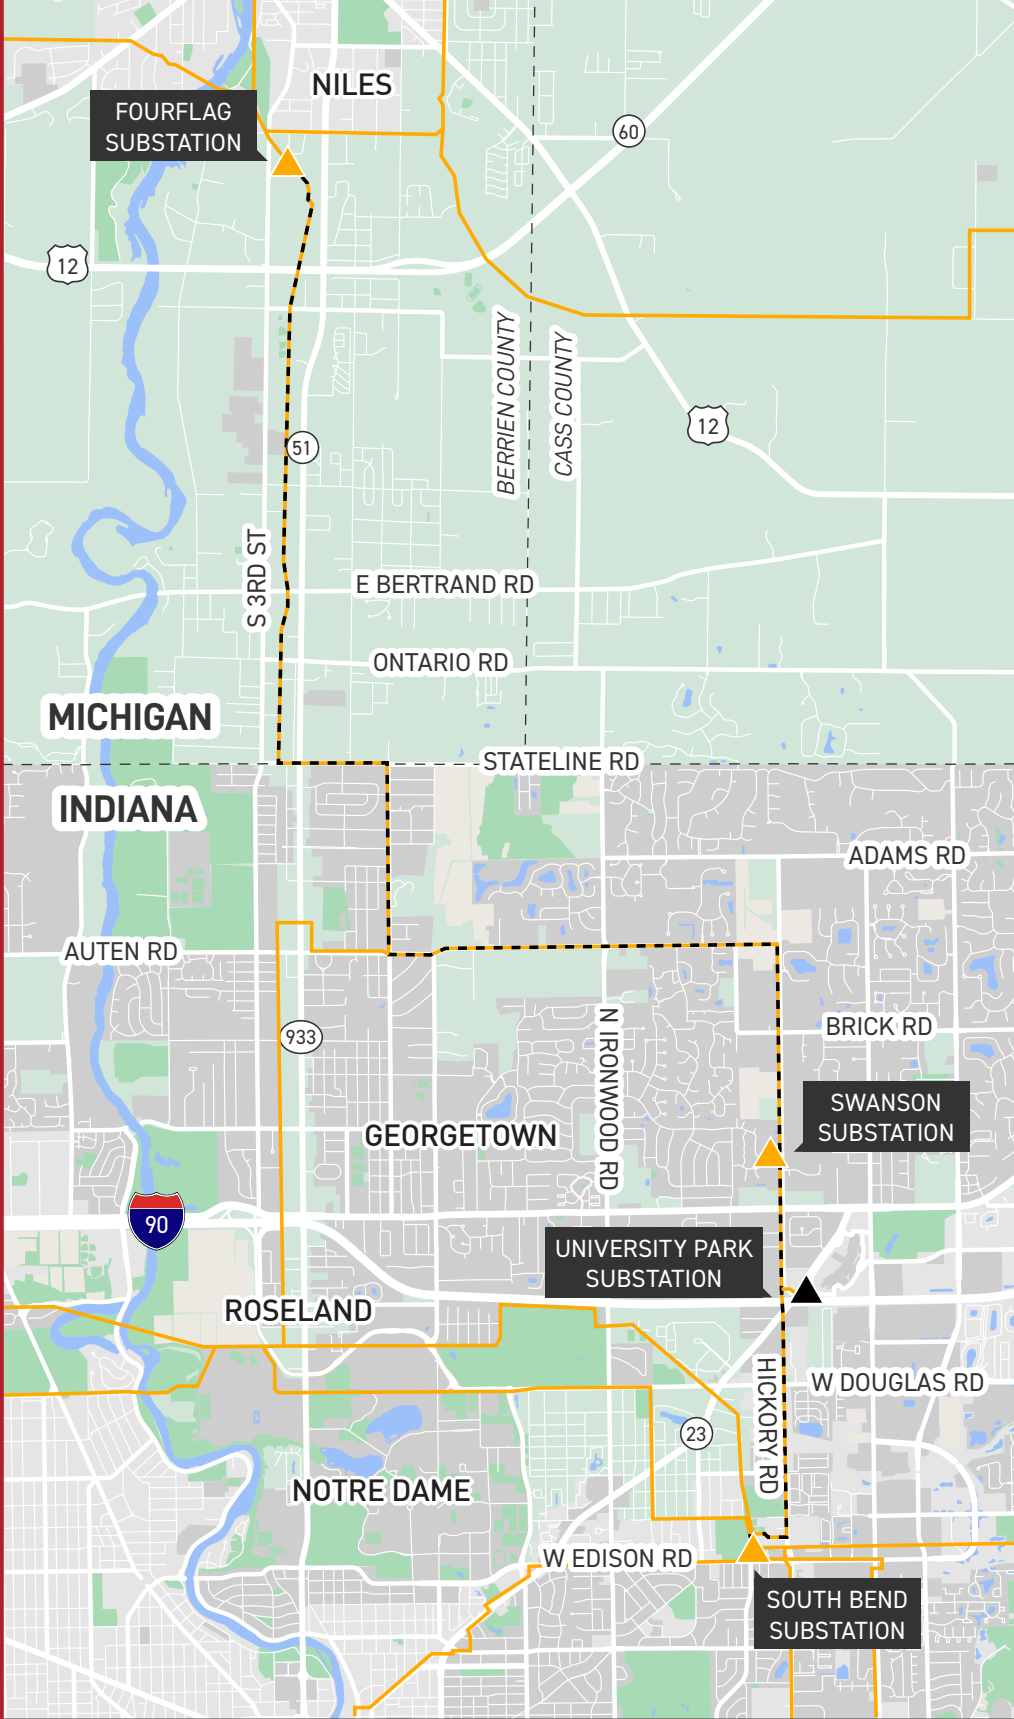 NILES
FOURFLAG
SUBSTATION
60
12
BERRIEN COUNTY
CASS COUNTY
12
51
S 3RD ST
E BERTRAND RD
ONTARIO RD
MICHIGAN
STATELINE RD
INDIANA
ADAMS RD
AUTEN RD
N IRONWOOD RD
BRICK RD
933
SWANSON
SUBSTATION
GEORGETOWN
90
UNIVERSITY PARK
SUBSTATION
ROSELAND
HICKORY RD
W DOUGLAS RD
23
NOTRE DAME
W EDISON RD
SOUTH BEND
SUBSTATION